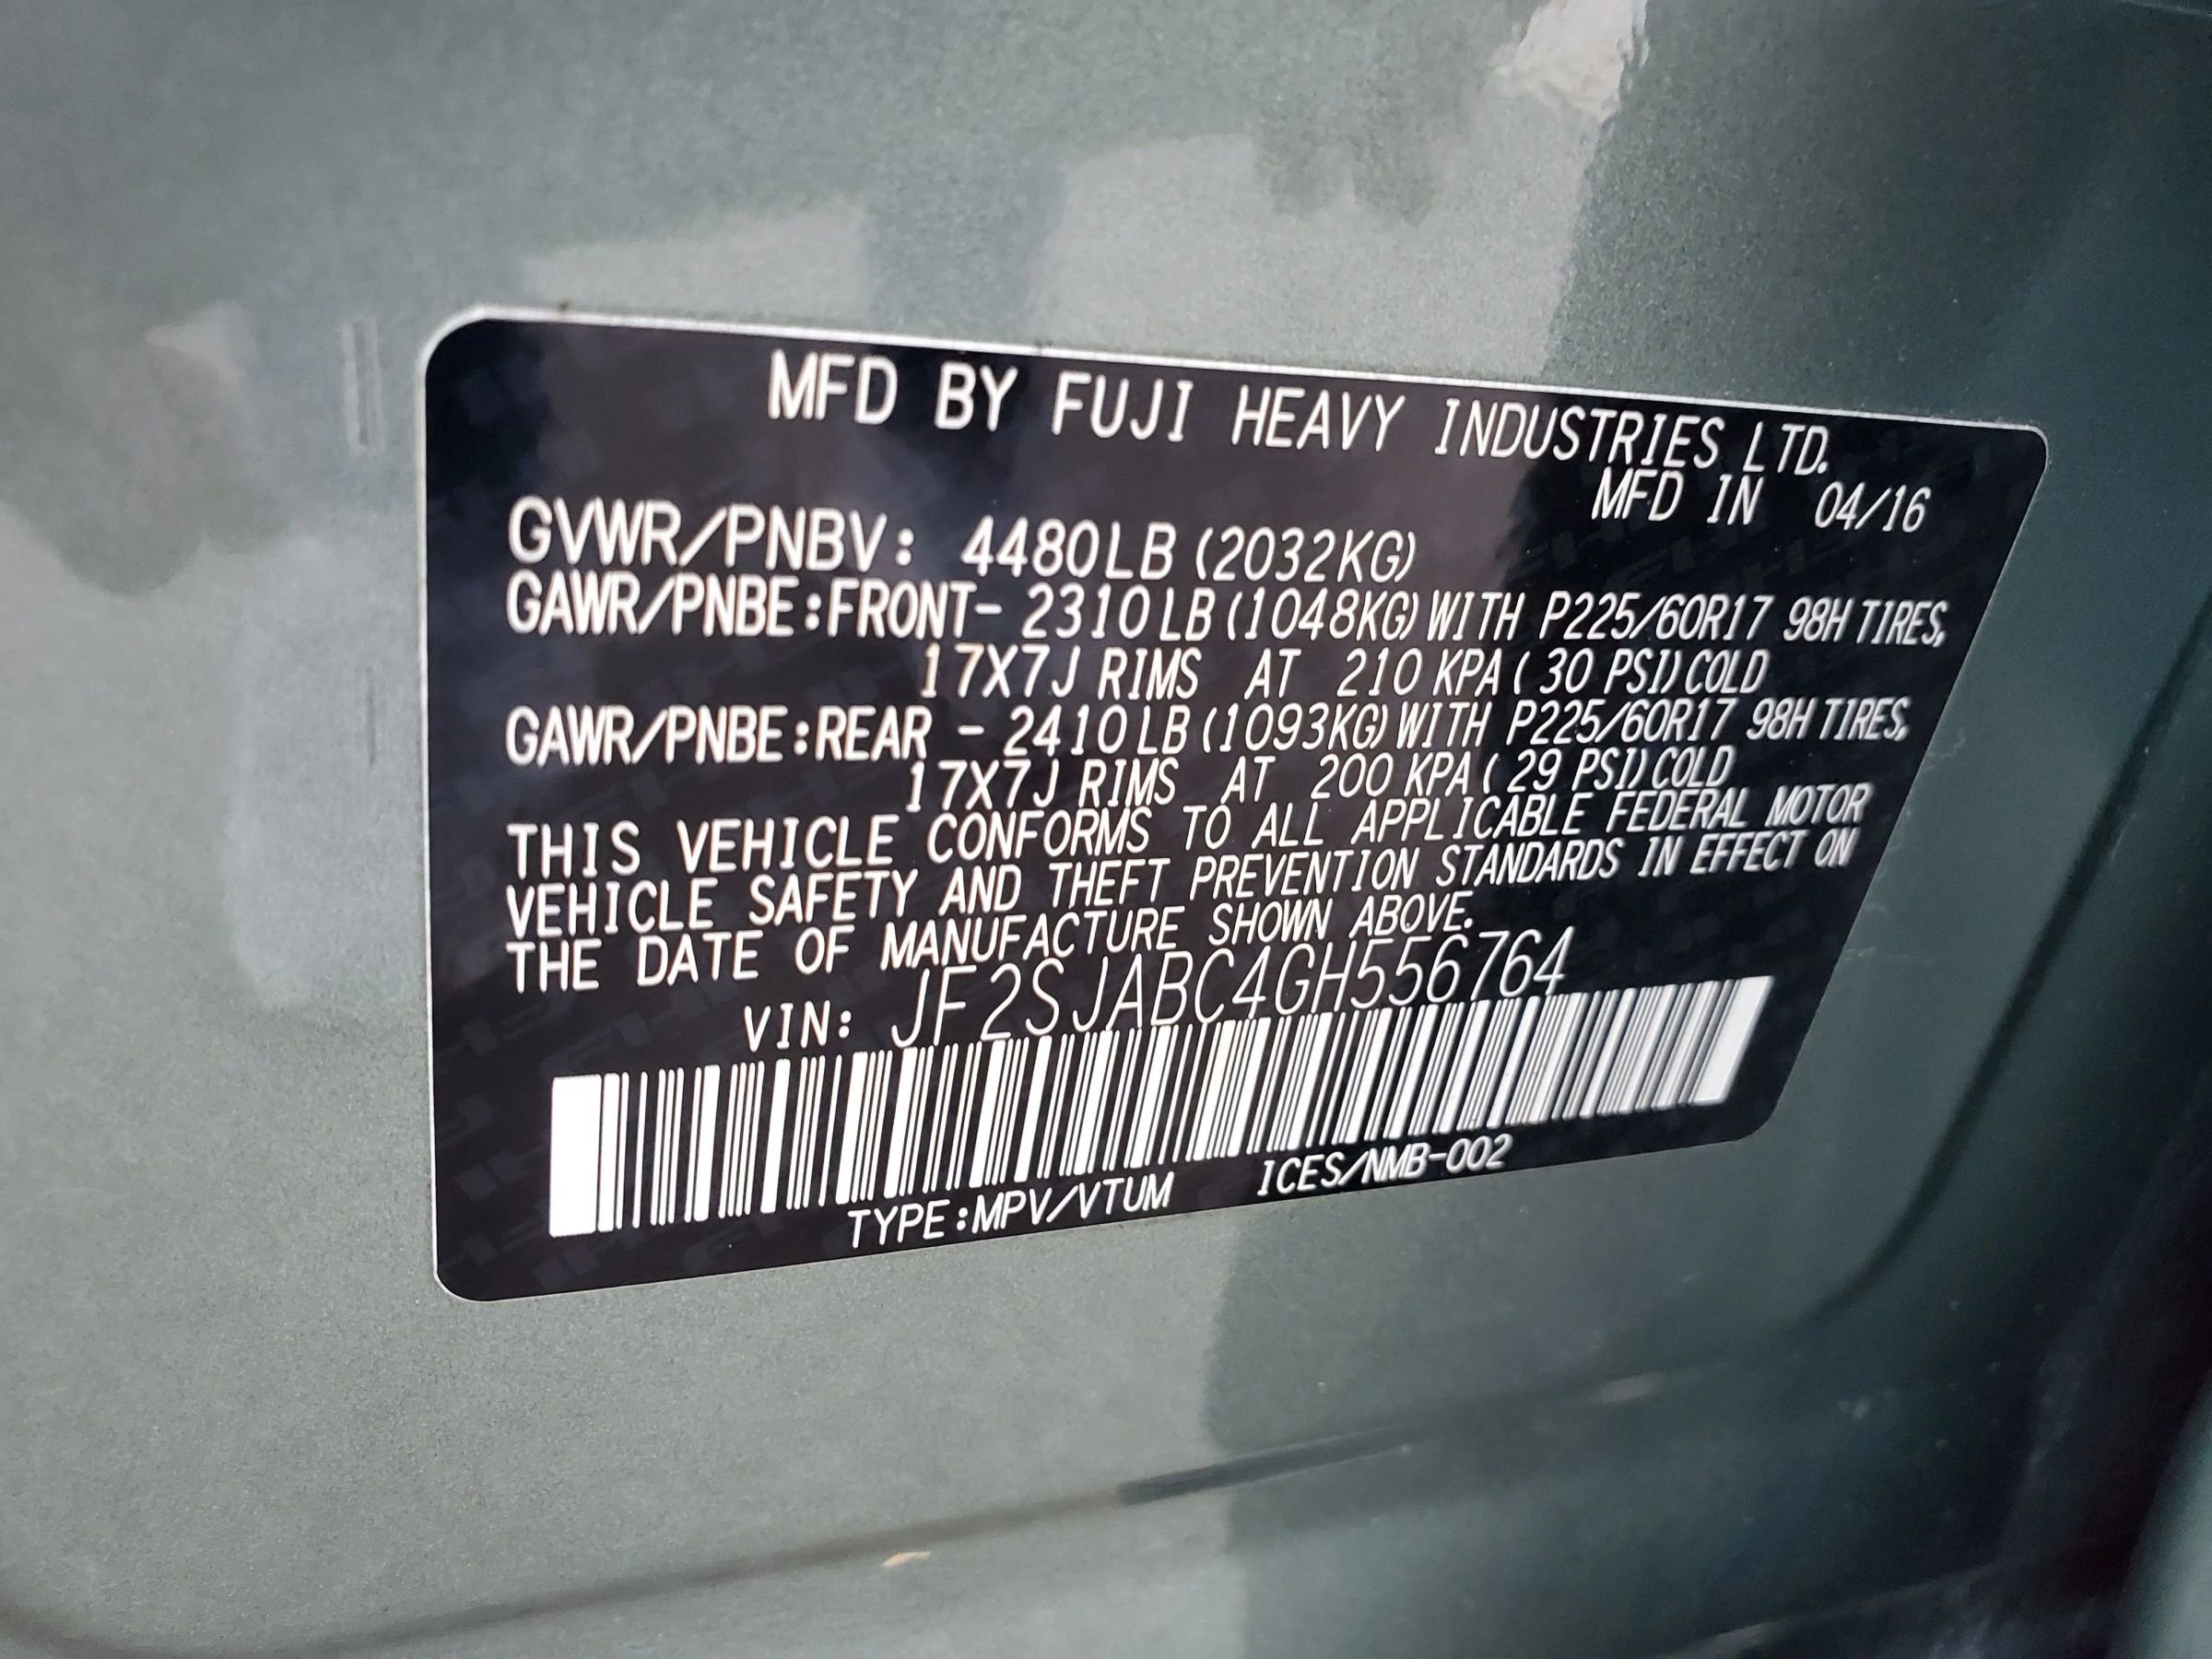 MFD BY FUJI HEAVY INDUSTRIES LTD.
MFD IN 04/16
GVWR/PNBV: 4480LB (2032KG)
GAWR/PNBE:FRONT- 2310LB (1048KG) WITH P225/60R17 98H TIRES,
17X7J RIMS AT 210 KPA ( 30 PSI) COLD
GAWR/PNBE:REAR - 2410LB (1093KG) WITH P225/60R17 98H TIRES,
17X7J RIMS AT 200 KPA ( 29 PSI) COLD
THIS VEHICLE CONFORMS TO ALL APPLICABLE FEDERAL MOTOR
VEHICLE SAFETY AND THEFT PREVENTION STANDARDS IN EFFECT ON
THE DATE OF MANUFACTURE SHOWN ABOVE.
VIN: JF2SJABC4GH556764
TYPE:MPV/VTUM ICES/NMB-002